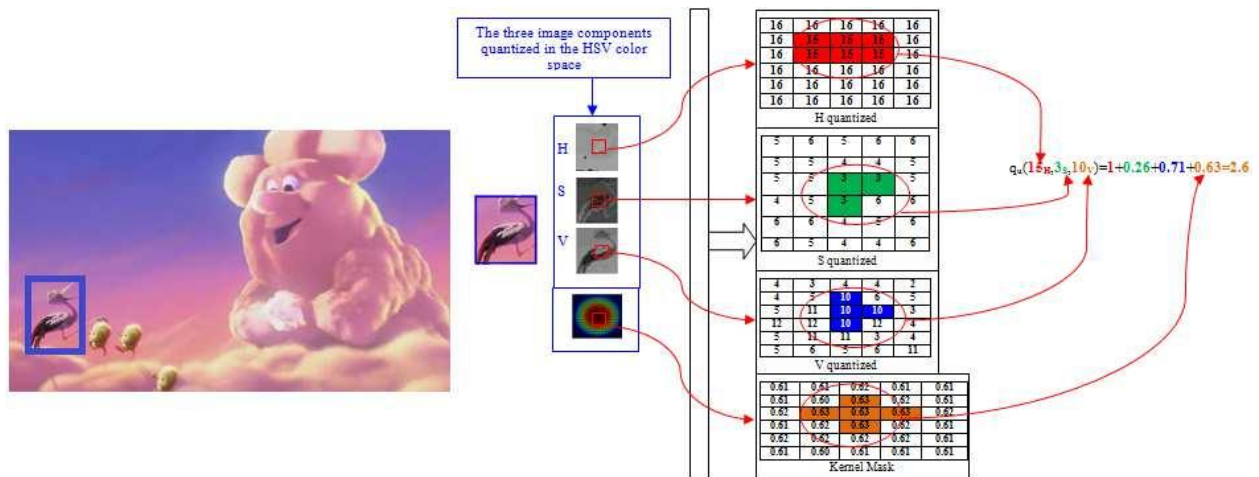 The three image components
quantized in the HSV color
space
H
S
V
16 16 16 16 16
16 16 16 16 16
16 16 16 16 16
16 16 16 16 16
16 16 16 16 16
16 16 16 16 16
H quantized
5 6 5 6 6
5 5 4 4 5
5 5 3 3 5
4 5 3 6 6
6 6 4 5 6
6 5 4 4 6
S quantized
4 3 4 4 2
4 5 10 6 5
5 11 10 10 3
12 12 10 12 4
5 11 11 3 4
5 6 5 6 11
V quantized
0.61 0.61 0.62 0.61 0.61
0.61 0.60 0.63 0.62 0.61
0.62 0.63 0.63 0.63 0.62
0.61 0.62 0.63 0.62 0.61
0.62 0.62 0.62 0.62 0.61
0.61 0.60 0.61 0.61 0.61
Kernel Mask
qu(15H,3S,10V)=1+0.26+0.71+0.63=2.6